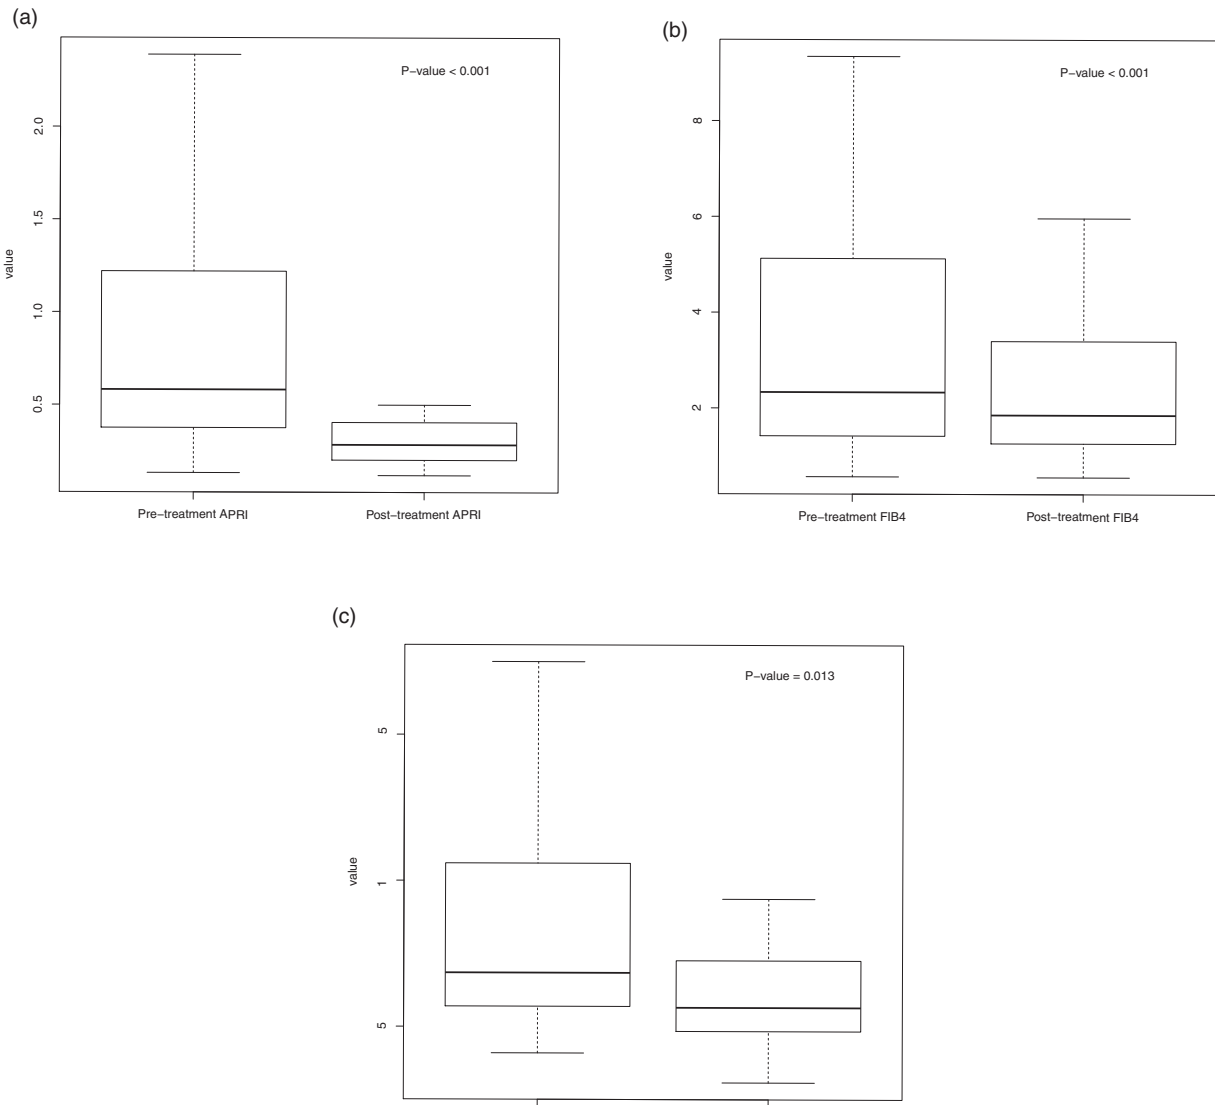 (a)
P-value < 0.001
2.0
1.5
1.0
0.5
value
Pre-treatment APRI
Post-treatment APRI
(b)
P-value < 0.001
8
6
4
2
value
Pre-treatment FIB4
Post-treatment FIB4
(c)
P-value = 0.013
5
1
5
value